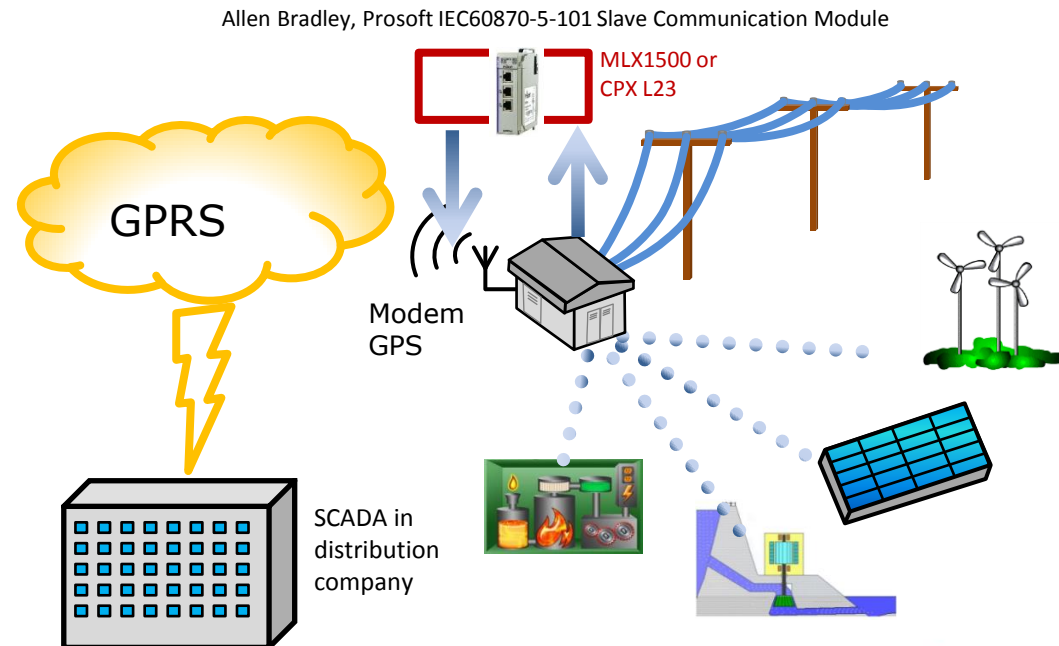 Allen Bradley, Prosoft IEC60870-5-101 Slave Communication Module
MLX1500 or
CPX L23
GPRS
Modem
GPS
SCADA in
distribution
company